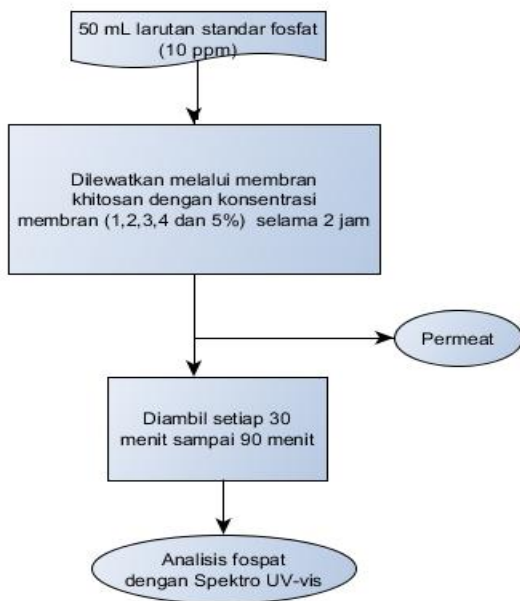 50 mL larutan standar fosfat
(10 ppm)
Dilewatkan melalui membran
khitosan dengan konsentrasi
membran (1,2,3,4 dan 5%) selama 2 jam
Permeat
Diambil setiap 30
menit sampai 90 menit
Analisis fospat
dengan Spektro UV-vis